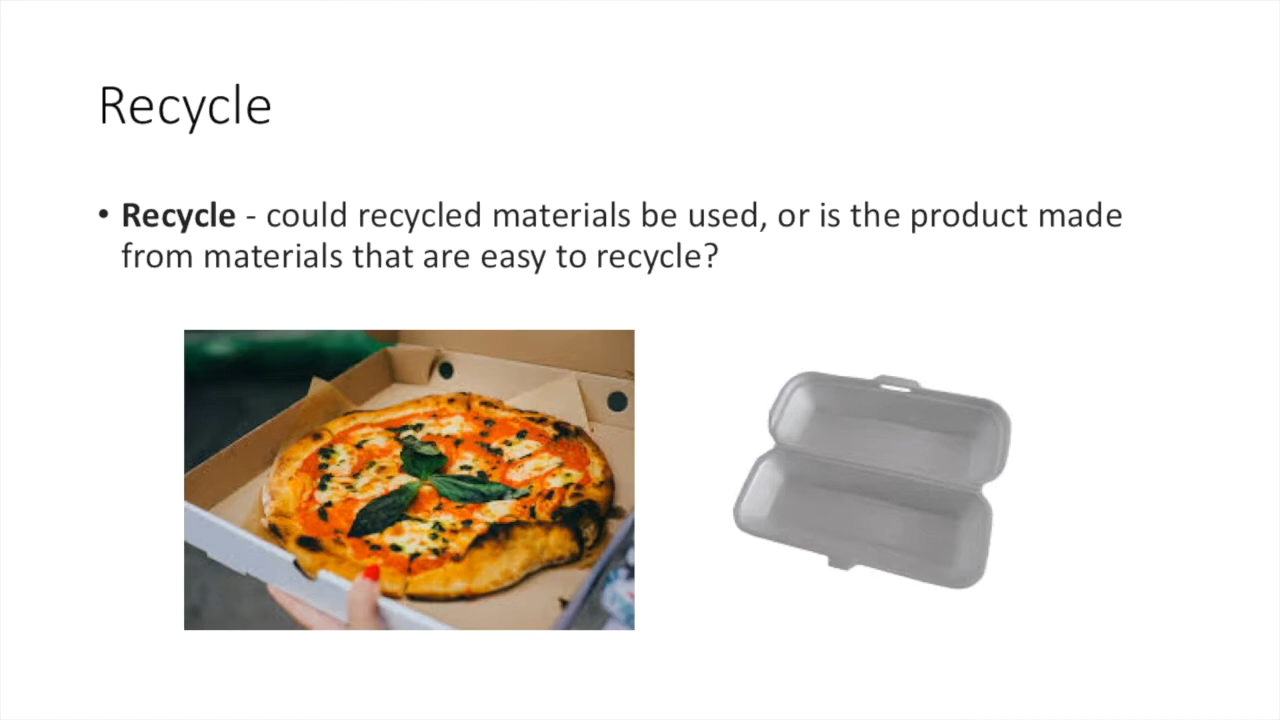 Recycle
• Recycle - could recycled materials be used, or is the product made
from materials that are easy to recycle?